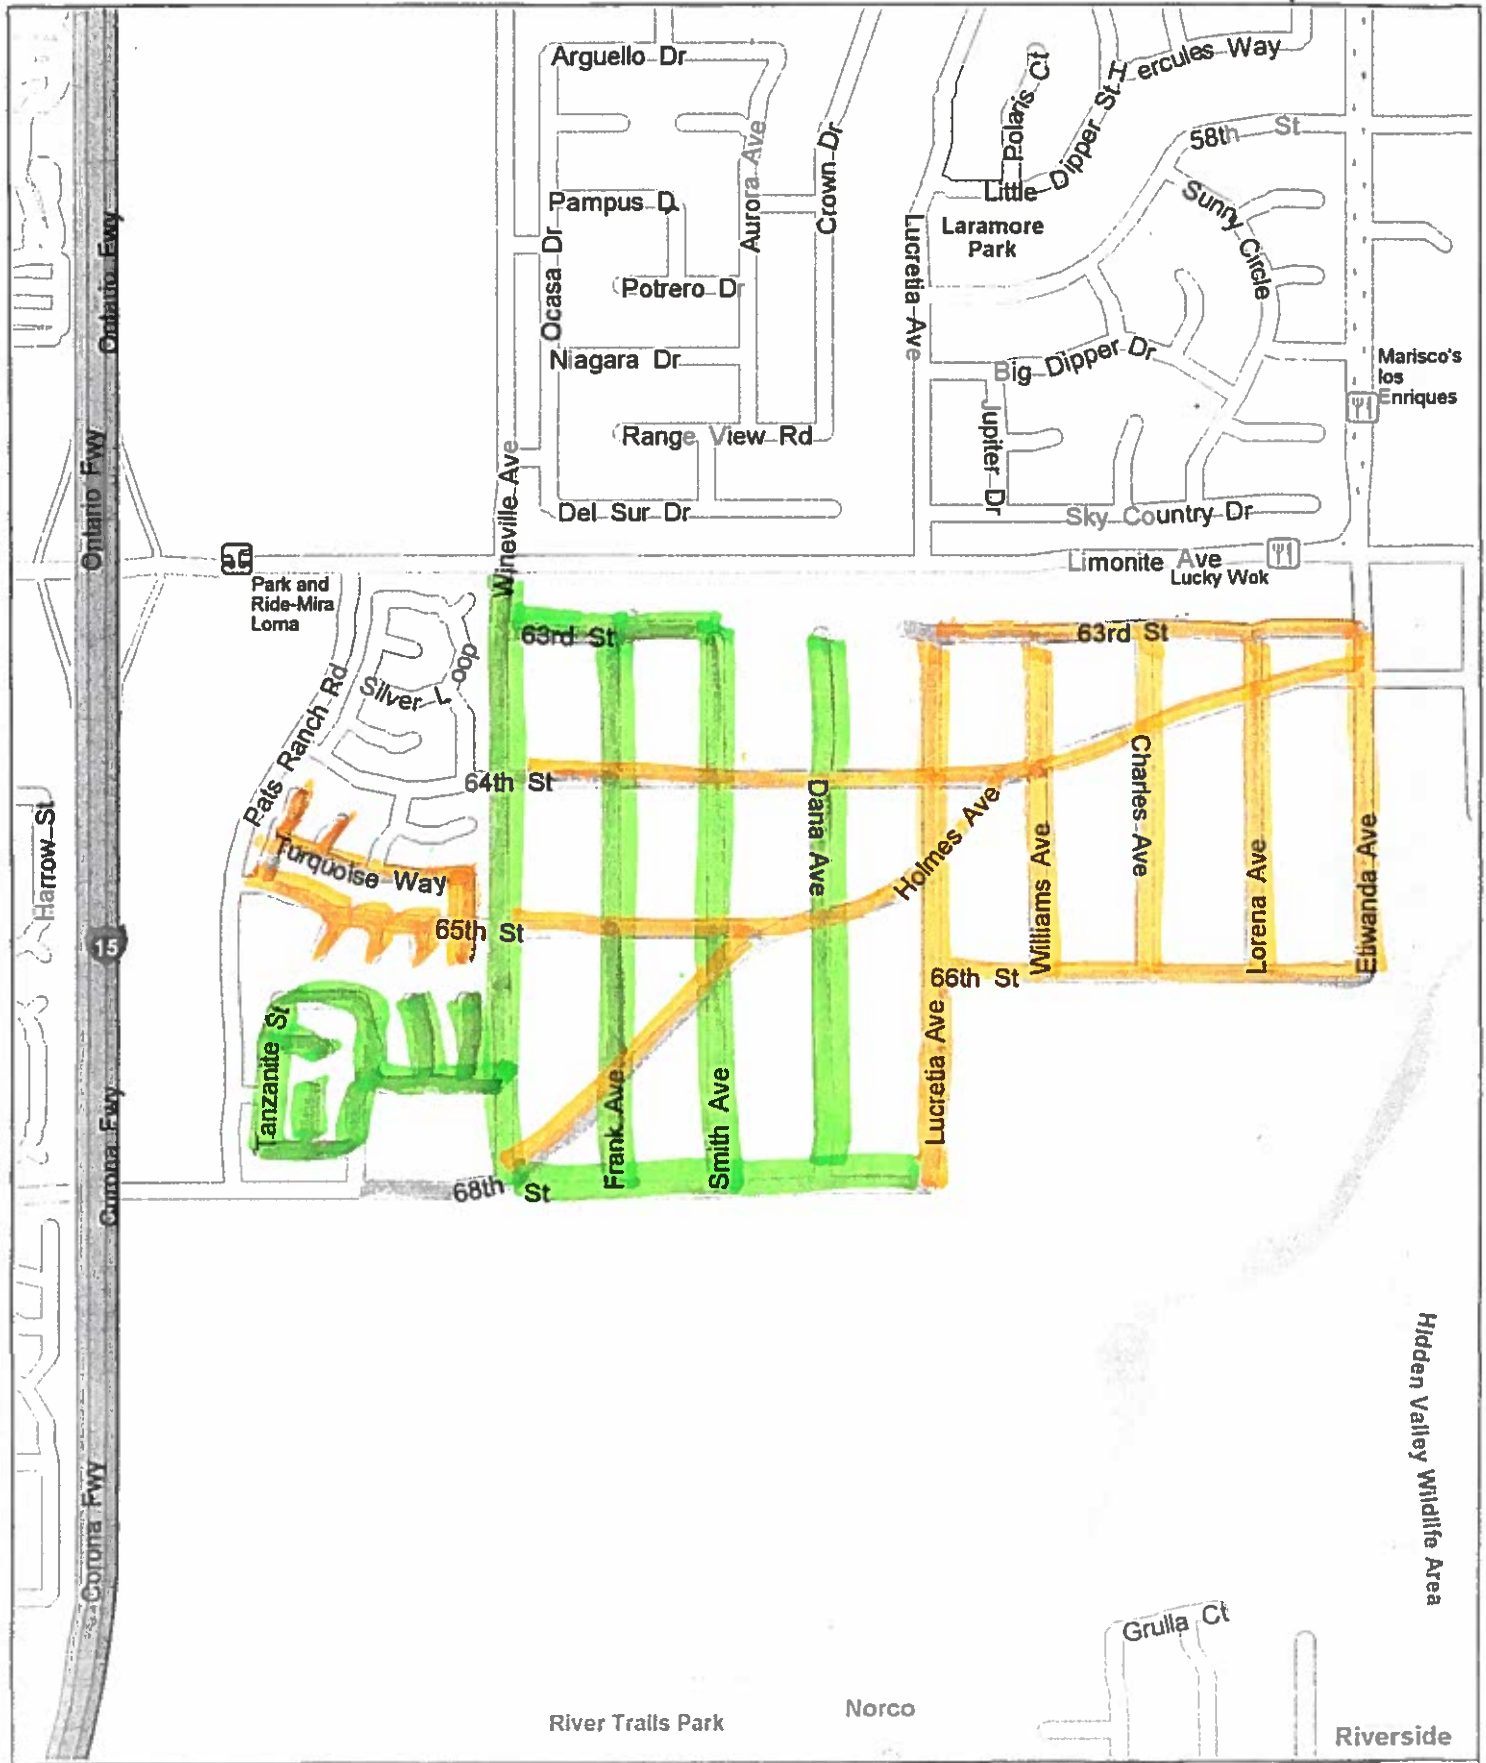 Arguello Dr
Hercules Way
Polaris Ct
58th St
Aurora Ave
Crown Dr
Little Dipper St
Pampus D
Sunny Circle
Laramore
Park
Lucretia Ave
Ontario Fwy
Ocasa Dr
Potrero Dr
Niagara Dr
Big Dipper Dr
Marisco's
los
Enriques
Range View Rd
Jupiter Dr
Wineville Ave
Ontario Fwy
Del Sur Dr
Sky Country Dr
Limonite Ave
Lucky Wok
Park and
Ride-Mira
Loma
63rd St
63rd St
Silver Loop
Pats Ranch Rd
64th St
Dana Ave
Charles Ave
Holmes Ave
Harrow St
Turquoise Way
Williams Ave
Lorena Ave
Etiwanda Ave
65th St
15
66th St
Tanzanite St
Lucretia Ave
Frank Ave
Smith Ave
Corona Fwy
68th St
Hidden Valley Wildlife Area
Corona Fwy
Grulla Ct
Norco
River Trails Park
Riverside